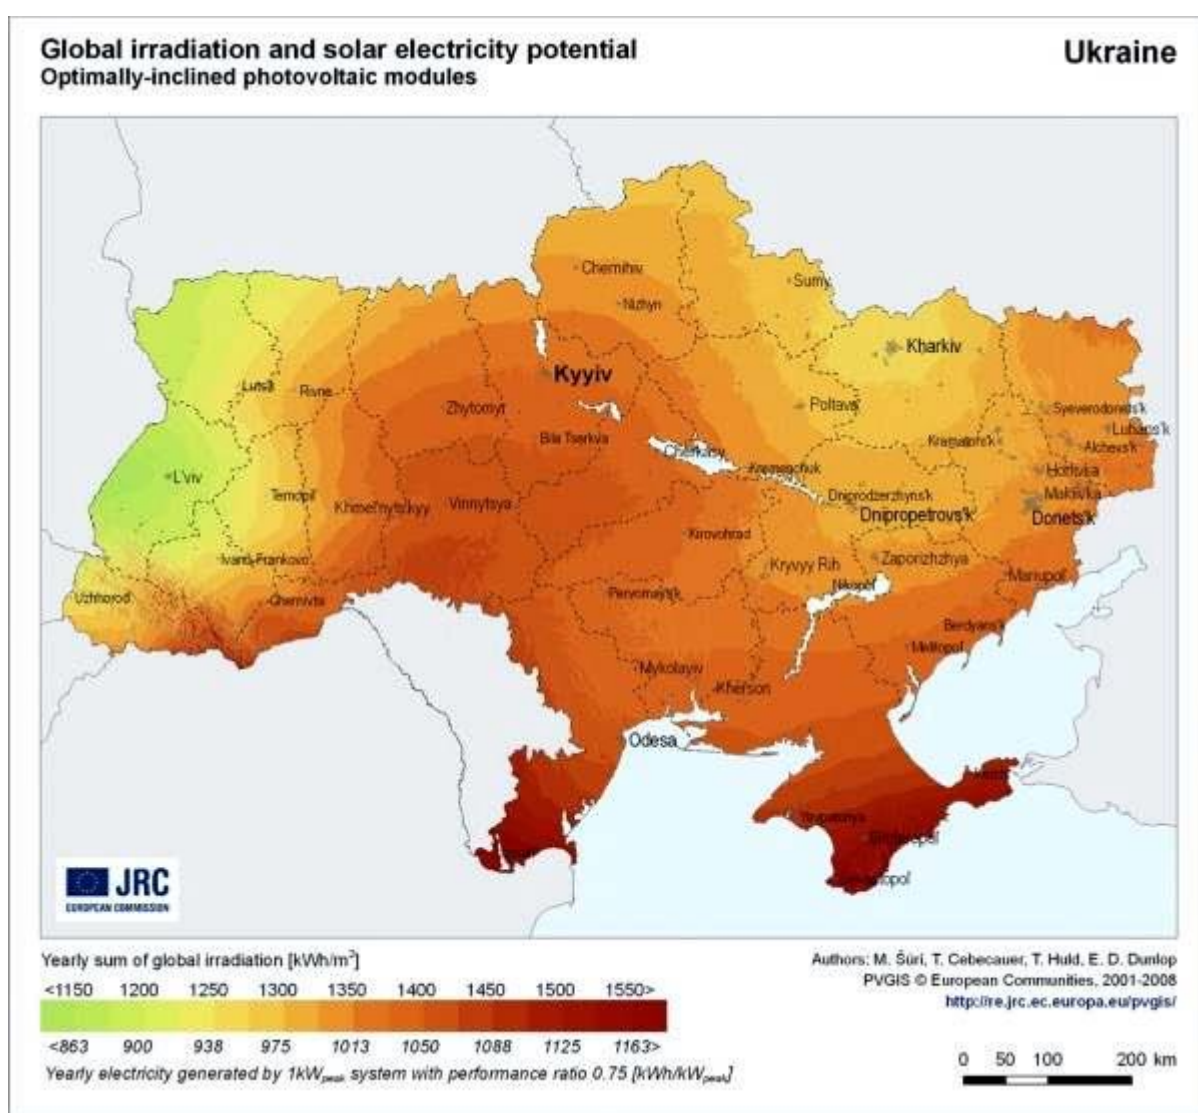 Global irradiation and solar electricity potential
Optimally-inclined photovoltaic modules
Ukraine
Chernihiv
Sumy
Nizhyn
Kharkiv
Kyyiv
Luts'k
Rivne
Zhytomyr
Poltava
Syeverodonets'k
Luhans'k
Bila Tserkva
Kramators'k
Alchevs'k
Cherkasy
L'viv
Kremenchuk
Horlivka
Ternopil'
Khmel'nyts'kyy
Vinnytsya
Dniprodzerzhyns'k
Makiivka
Dnipropetrovs'k
Donets'k
Kirovohrad
Ivano-Frankovo
Kryvyy Rih
Zaporizhzhya
Mariupol
Uzhhorod
Chernivtsi
Pervomays'k
Nikopol'
Berdyans'k
Melitopol'
Mykolayiv
Kherson
Odesa
JRC
EUROPEAN COMMISSION
Yearly sum of global irradiation [kWh/m²]
<1150 1200 1250 1300 1350 1400 1450 1500 1550>
<863 900 938 975 1013 1050 1088 1125 1163>
Yearly electricity generated by 1kWpeak system with performance ratio 0.75 [kWh/kWpeak]
Authors: M. Šúri, T. Cebecauer, T. Huld, E. D. Dunlop
PVGIS © European Communities, 2001-2008
http://re.jrc.ec.europa.eu/pvgis/
0 50 100 200 km